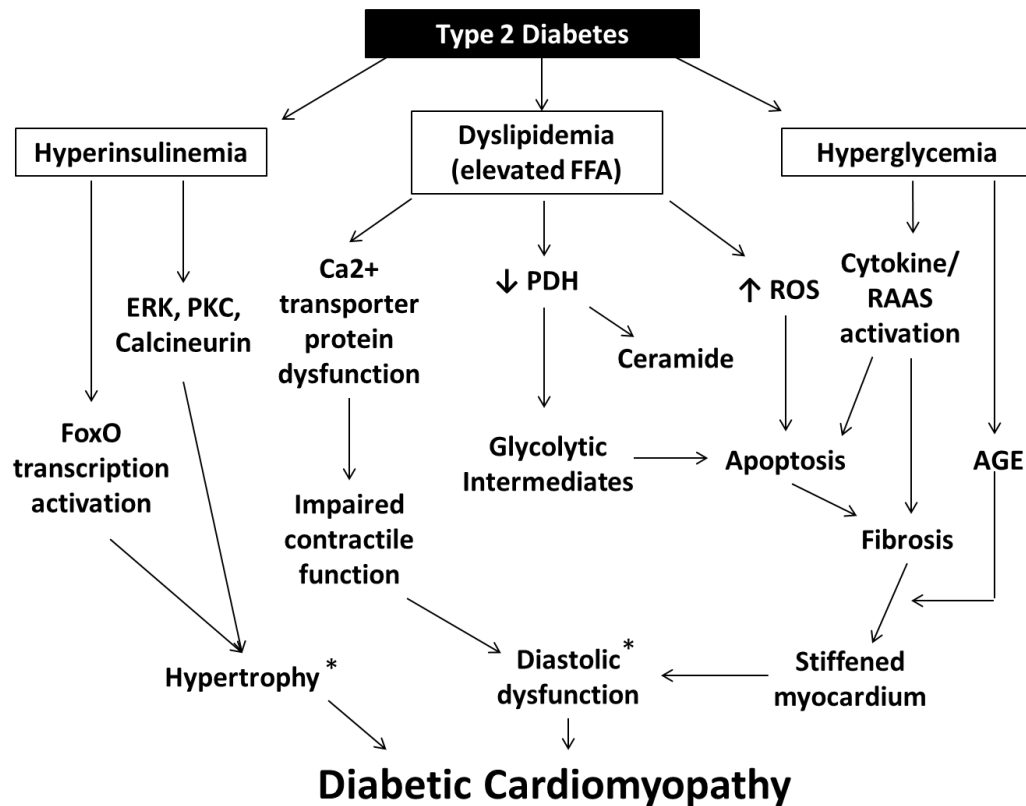 Type 2 Diabetes
Hyperinsulinemia
Dyslipidemia
(elevated FFA)
Hyperglycemia
ERK, PKC,
Calcineurin
Ca2+
transporter
protein
dysfunction
↓ PDH
↑ ROS
Cytokine/
RAAS
activation
Ceramide
FoxO
transcription
activation
Glycolytic
Intermediates
Apoptosis
AGE
Impaired
contractile
function
Fibrosis
Hypertrophy *
Diastolic *
dysfunction
Stiffened
myocardium
Diabetic Cardiomyopathy